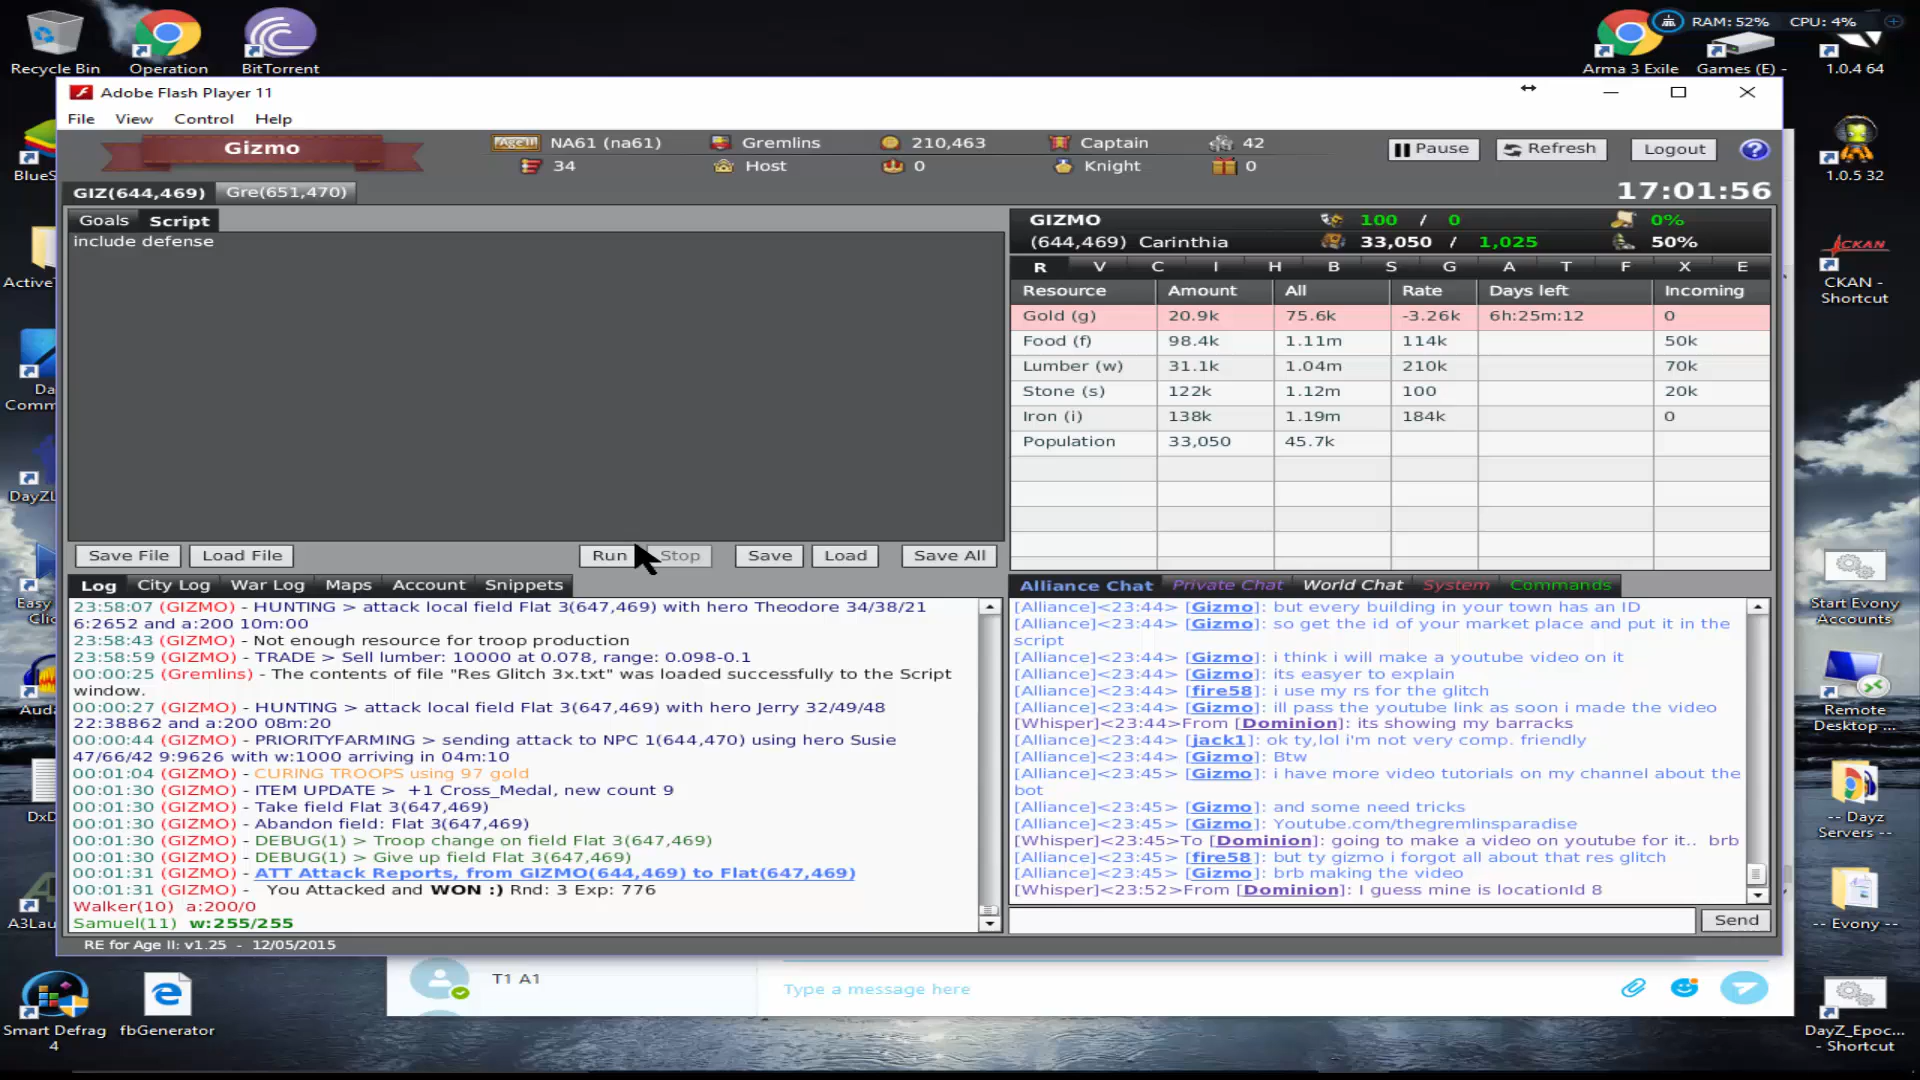 Recycle Bin
Operation
BitTorrent
Arma 3 Exile
Games (E) -
1.0.4 64
RAM: 52%
CPU: 4%
Adobe Flash Player 11
File
View
Control
Help
Gizmo
Age II
NA61 (na61)
Gremlins
210,463
Captain
42
34
Host
0
Knight
0
Pause
Refresh
Logout
?
GIZ(644,469)
Gre(651,470)
17:01:56
Goals
Script
include defense
GIZMO
100 / 0
0%
(644,469) Carinthia
33,050 / 1,025
50%
R V C I H B S G A T F X E
Resource Amount All Rate Days left Incoming
Gold (g) 20.9k 75.6k -3.26k 6h:25m:12 0
Food (f) 98.4k 1.11m 114k 50k
Lumber (w) 31.1k 1.04m 210k 70k
Stone (s) 122k 1.12m 100 20k
Iron (i) 138k 1.19m 184k 0
Population 33,050 45.7k
Save File
Load File
Run
Stop
Save
Load
Save All
Log
City Log
War Log
Maps
Account
Snippets
23:58:07 (GIZMO) - HUNTING > attack local field Flat 3(647,469) with hero Theodore 34/38/21
6:2652 and a:200 10m:00
23:58:43 (GIZMO) - Not enough resource for troop production
23:58:59 (GIZMO) - TRADE > Sell lumber: 10000 at 0.078, range: 0.098-0.1
00:00:25 (Gremlins) - The contents of file "Res Glitch 3x.txt" was loaded successfully to the Script
window.
00:00:27 (GIZMO) - HUNTING > attack local field Flat 3(647,469) with hero Jerry 32/49/48
22:38862 and a:200 08m:20
00:00:44 (GIZMO) - PRIORITYFARMING > sending attack to NPC 1(644,470) using hero Susie
47/66/42 9:9626 with w:1000 arriving in 04m:10
00:01:04 (GIZMO) - CURING TROOPS using 97 gold
00:01:30 (GIZMO) - ITEM UPDATE > +1 Cross_Medal, new count 9
00:01:30 (GIZMO) - Take field Flat 3(647,469)
00:01:30 (GIZMO) - Abandon field: Flat 3(647,469)
00:01:30 (GIZMO) - DEBUG(1) > Troop change on field Flat 3(647,469)
00:01:30 (GIZMO) - DEBUG(1) > Give up field Flat 3(647,469)
00:01:31 (GIZMO) - ATT Attack Reports, from GIZMO(644,469) to Flat(647,469)
00:01:31 (GIZMO) - You Attacked and WON :) Rnd: 3 Exp: 776
Walker(10) a:200/0
Samuel(11) w:255/255
RE for Age II: v1.25 - 12/05/2015
Alliance Chat
Private Chat
World Chat
System
Commands
[Alliance]<23:44> [Gizmo]: but every building in your town has an ID
[Alliance]<23:44> [Gizmo]: so get the id of your market place and put it in the
script
[Alliance]<23:44> [Gizmo]: i think i will make a youtube video on it
[Alliance]<23:44> [Gizmo]: its easyer to explain
[Alliance]<23:44> [fire58]: i use my rs for the glitch
[Alliance]<23:44> [Gizmo]: ill pass the youtube link as soon i made the video
[Whisper]<23:44>From [Dominion]: its showing my barracks
[Alliance]<23:44> [jack1]: ok ty,lol i'm not very comp. friendly
[Alliance]<23:44> [Gizmo]: Btw
[Alliance]<23:45> [Gizmo]: i have more video tutorials on my channel about the
bot
[Alliance]<23:45> [Gizmo]: and some need tricks
[Alliance]<23:45> [Gizmo]: Youtube.com/thegremlinsparadise
[Whisper]<23:45>To [Dominion]: going to make a video on youtube for it.. brb
[Alliance]<23:45> [fire58]: but ty gizmo i forgot all about that res glitch
[Alliance]<23:45> [Gizmo]: brb making the video
[Whisper]<23:52>From [Dominion]: I guess mine is locationId 8
Send
T1 A1
Type a message here
BlueS
Active
Da
Comm
DayZL
Easy
Clic
Auda
DxD
A3Lau
Smart Defrag
4
fbGenerator
1.0.5 32
CKAN
CKAN -
Shortcut
Start Evony
Accounts
Remote
Desktop ...
-- Dayz
Servers --
-- Evony --
DayZ_Epoc...
- Shortcut